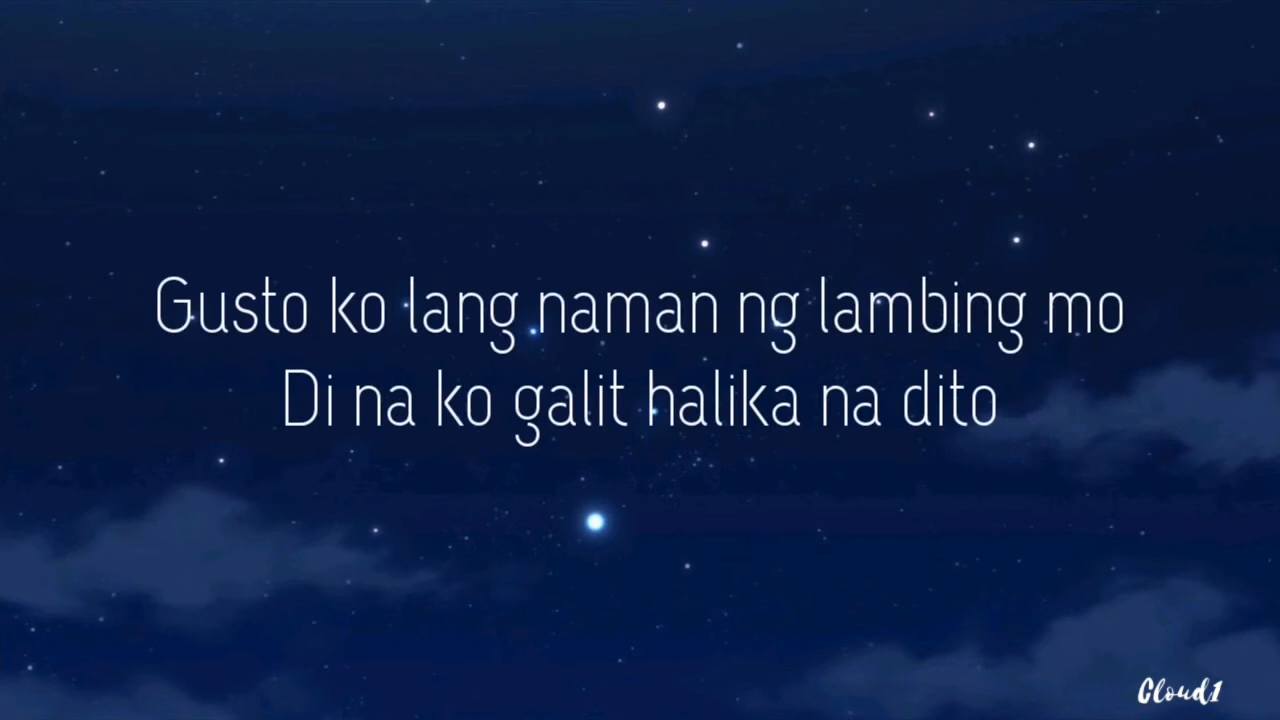 Gusto ko lang naman ng lambing mo
Di na ko galit halika na dito
Cloud1